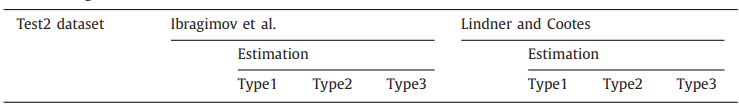 Test2 dataset Ibragimov et al. Lindner and Cootes
Estimation Estimation
Type1 Type2 Type3 Type1 Type2 Type3